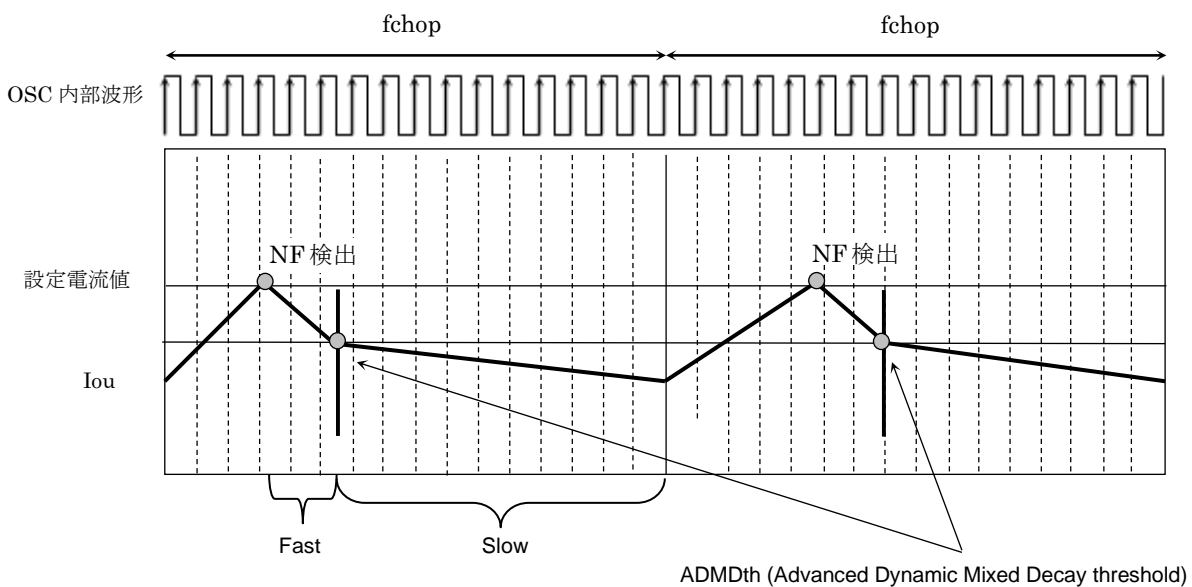 fchop
fchop
OSC 内部波形
NF 検出
NF 検出
設定電流値
Iou
Fast
Slow
ADMDth (Advanced Dynamic Mixed Decay threshold)